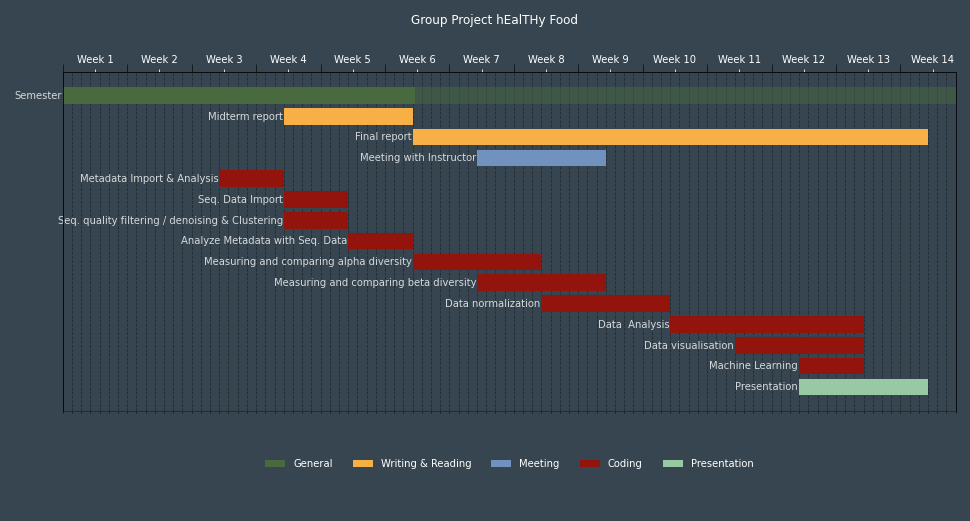 Group Project hEalTHy Food
Week 1 Week 2 Week 3 Week 4 Week 5 Week 6 Week 7 Week 8 Week 9 Week 10 Week 11 Week 12 Week 13 Week 14
Semester
Midterm report
Final report
Meeting with Instructor
Metadata Import & Analysis
Seq. Data Import
Seq. quality filtering / denoising & Clustering
Analyze Metadata with Seq. Data
Measuring and comparing alpha diversity
Measuring and comparing beta diversity
Data normalization
Data  Analysis
Data visualisation
Machine Learning
Presentation
General Writing & Reading Meeting Coding Presentation